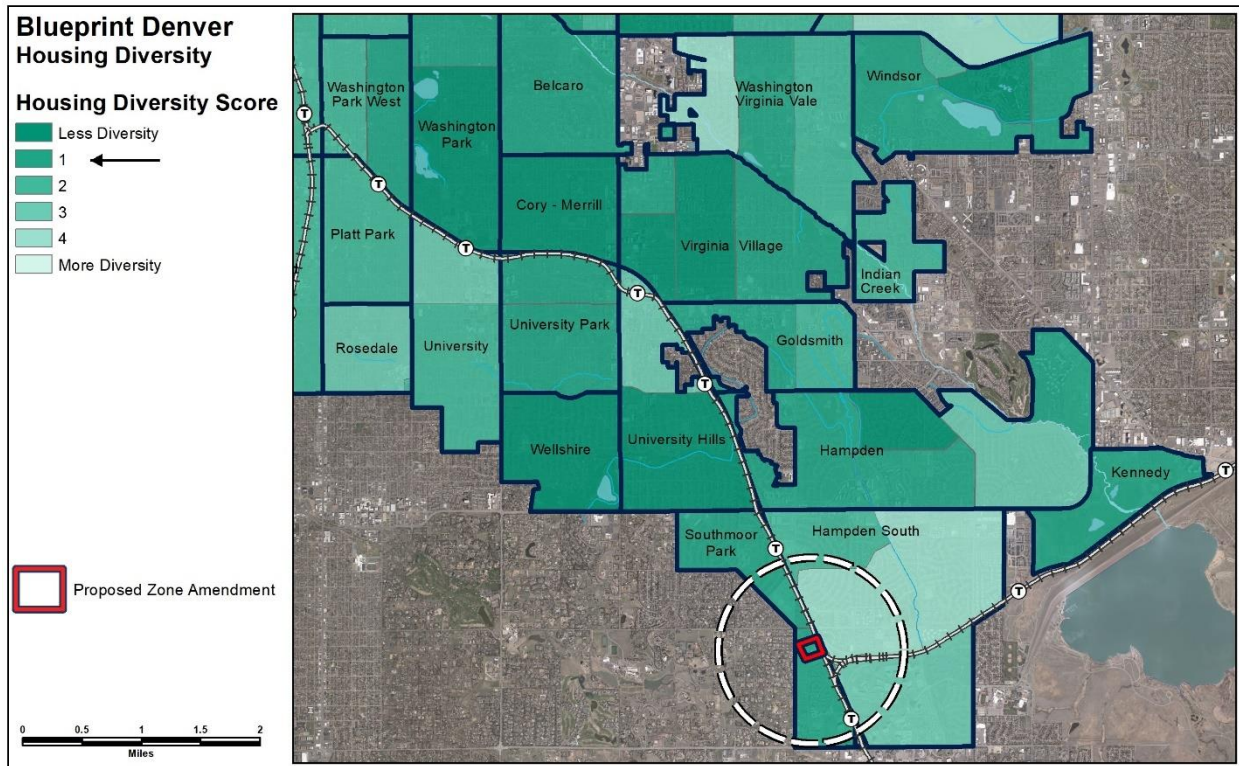 Blueprint Denver
Housing Diversity
Housing Diversity Score
Less Diversity
1
2
3
4
More Diversity
Proposed Zone Amendment
0 0.5 1 1.5 2
Miles
Washington
Park West
Belcaro
Washington
Virginia Vale
Windsor
T
Washington
Park
T
Cory - Merrill
Platt Park
Virginia Village
T
Indian
Creek
T
University Park
Goldsmith
Rosedale
University
T
University Hills
Wellshire
Hampden
Kennedy
T
Southmoor
Park
Hampden South
T
T
T